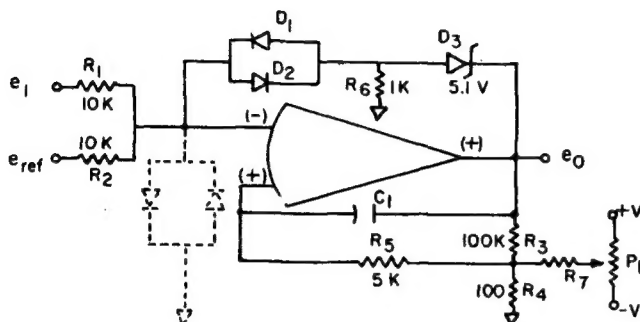 D1
D2
D3
5.1 V
R6
1K
e1
R1
10K
10K
eref
R2
(-)
(+)
(+)
eo
C1
100K
R3
R5
5K
100
R4
R7
+V
P1
-V